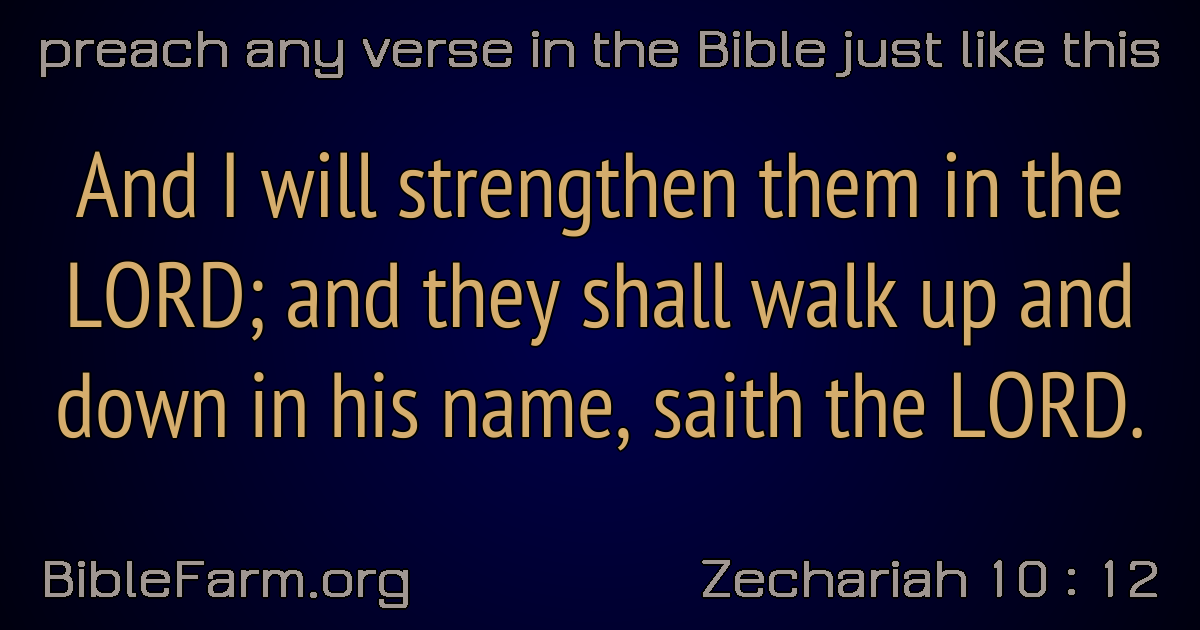 preach any verse in the Bible just like this
And I will strengthen them in the
LORD; and they shall walk up and
down in his name, saith the LORD.
BibleFarm.org
Zechariah 10 : 12